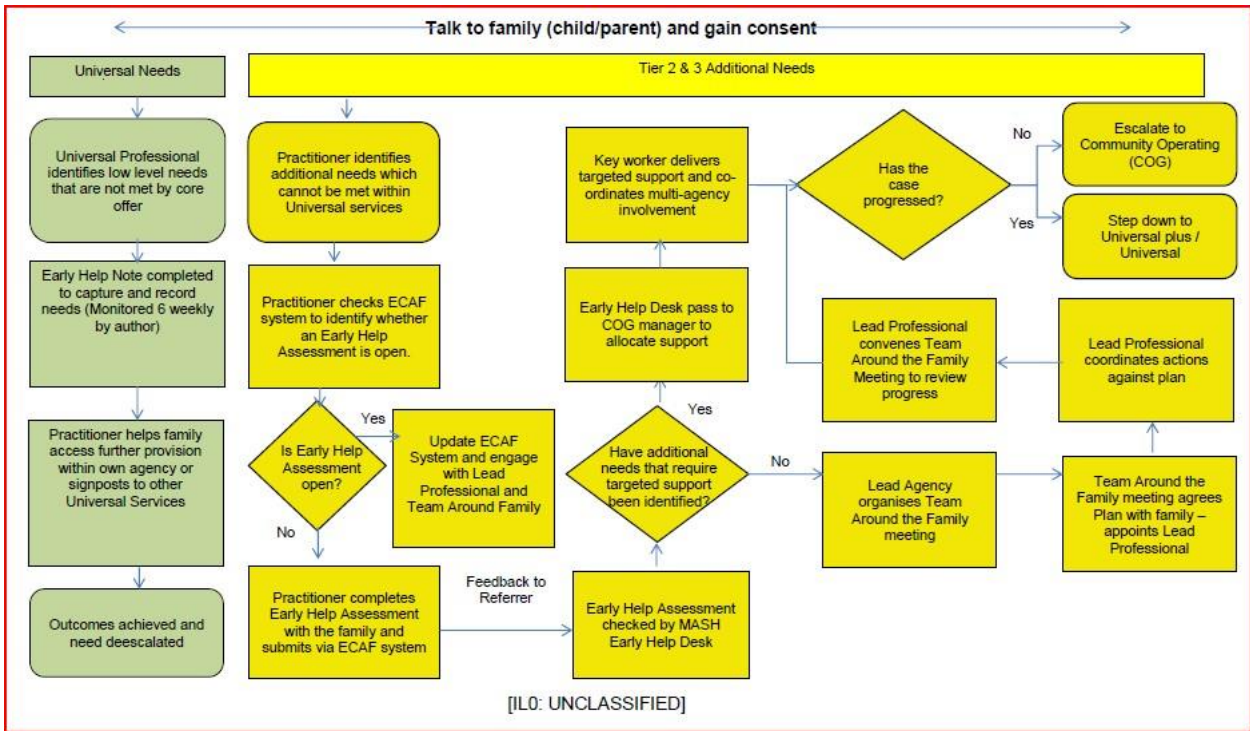 Talk to family (child/parent) and gain consent
Universal Needs
Tier 2 & 3 Additional Needs
Universal Professional
identifies low level needs
that are not met by core
offer
Early Help Note completed
to capture and record
needs (Monitored 6 weekly
by author)
Practitioner helps family
access further provision
within own agency or
signposts to other
Universal Services
Outcomes achieved and
need deescalated
Practitioner identifies
additional needs which
cannot be met within
Universal services
Practitioner checks ECAF
system to identify whether
an Early Help
Assessment is open.
Is Early Help
Assessment
open?
Yes
Update ECAF
System and engage
with Lead
Professional and
Team Around Family
No
Practitioner completes
Early Help Assessment
with the family and
submits via ECAF system
Feedback to
Referrer
Early Help Assessment
checked by MASH
Early Help Desk
Have additional
needs that require
targeted support
been identified?
Yes
Early Help Desk pass to
COG manager to
allocate support
Key worker delivers
targeted support and co-
ordinates multi-agency
involvement
No
Lead Agency
organises Team
Around the Family
meeting
Team Around the
Family meeting agrees
Plan with family –
appoints Lead
Professional
Lead Professional
coordinates actions
against plan
Lead Professional
convenes Team
Around the Family
Meeting to review
progress
Has the
case
progressed?
No
Escalate to
Community Operating
(COG)
Yes
Step down to
Universal plus /
Universal
[IL0: UNCLASSIFIED]